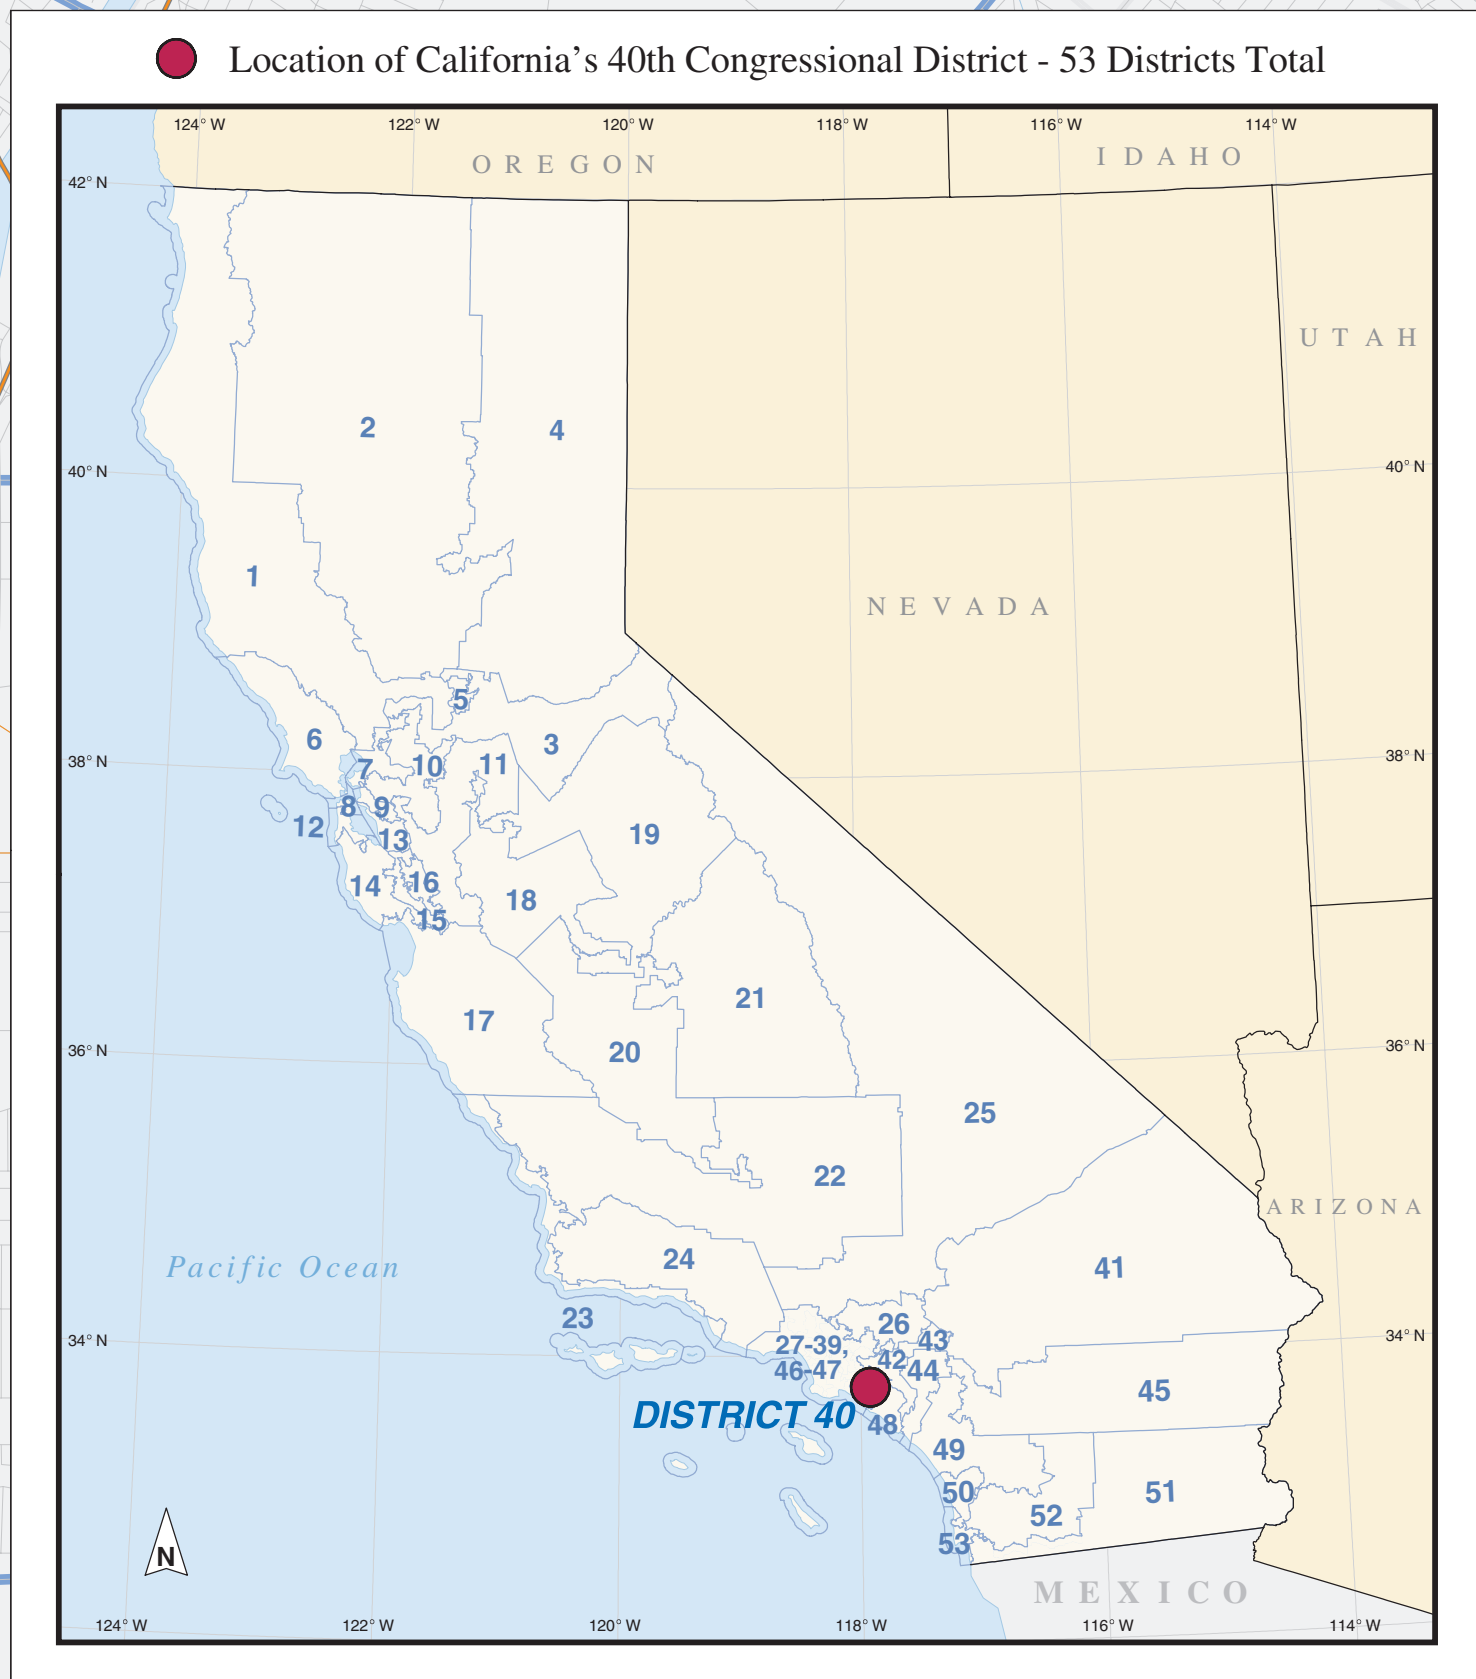 Location of California's 40th Congressional District - 53 Districts Total
124° W 122° W 120° W 118° W 116° W 114° W
OREGON
IDAHO
42° N
UTAH
2
4
40° N
40° N
1
NEVADA
5
6
3
38° N
7
10
11
38° N
8
9
12
13
19
14
16
18
15
21
17
20
36° N
36° N
25
22
ARIZONA
Pacific Ocean
24
41
23
26
34° N
27-39,
46-47
43
34° N
42
44
45
DISTRICT 40
48
49
50
51
52
53
N
MEXICO
124° W 122° W 120° W 118° W 116° W 114° W